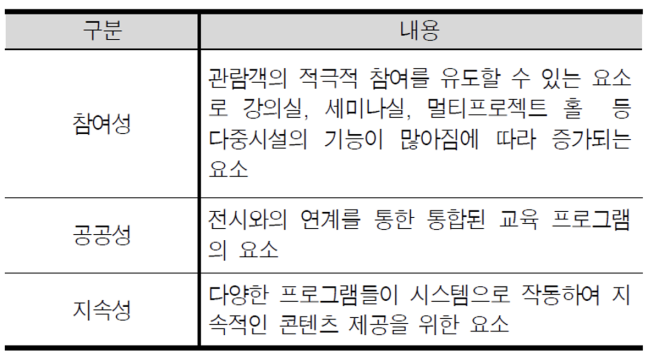 구분 내용
참여성
관람객의 적극적 참여를 유도할 수 있는 요소
로 강의실, 세미나실, 멀티프로젝트 홀 등
다중시설의 기능이 많아짐에 따라 증가되는
요소
공공성
전시와의 연계를 통한 통합된 교육 프로그램
의 요소
지속성
다양한 프로그램들이 시스템으로 작동하여 지
속적인 콘텐츠 제공을 위한 요소